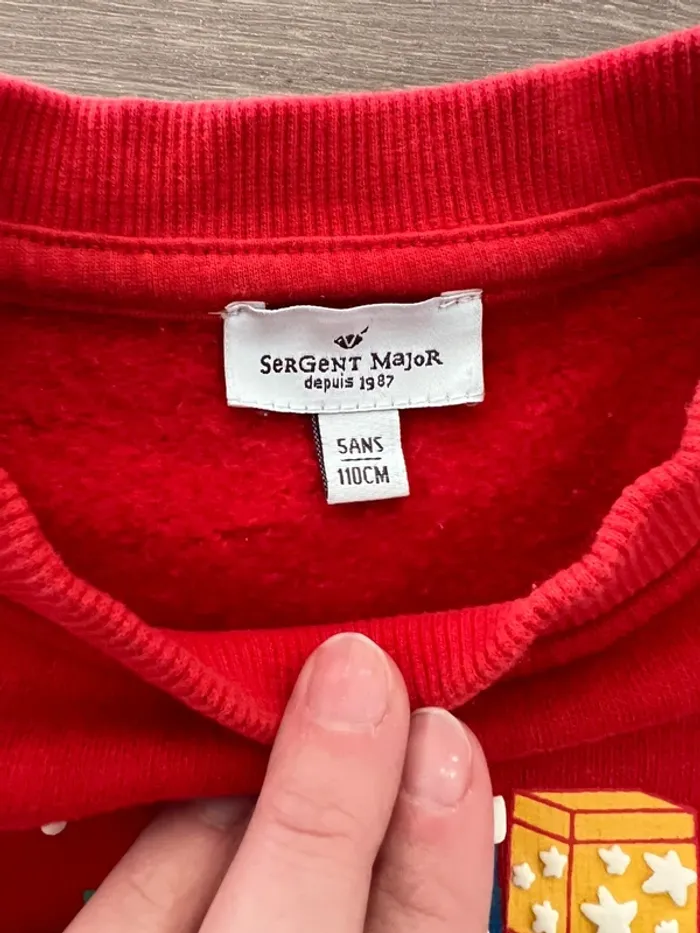 SerGeNT MaJoR
depuis 1987
5ANS
110CM